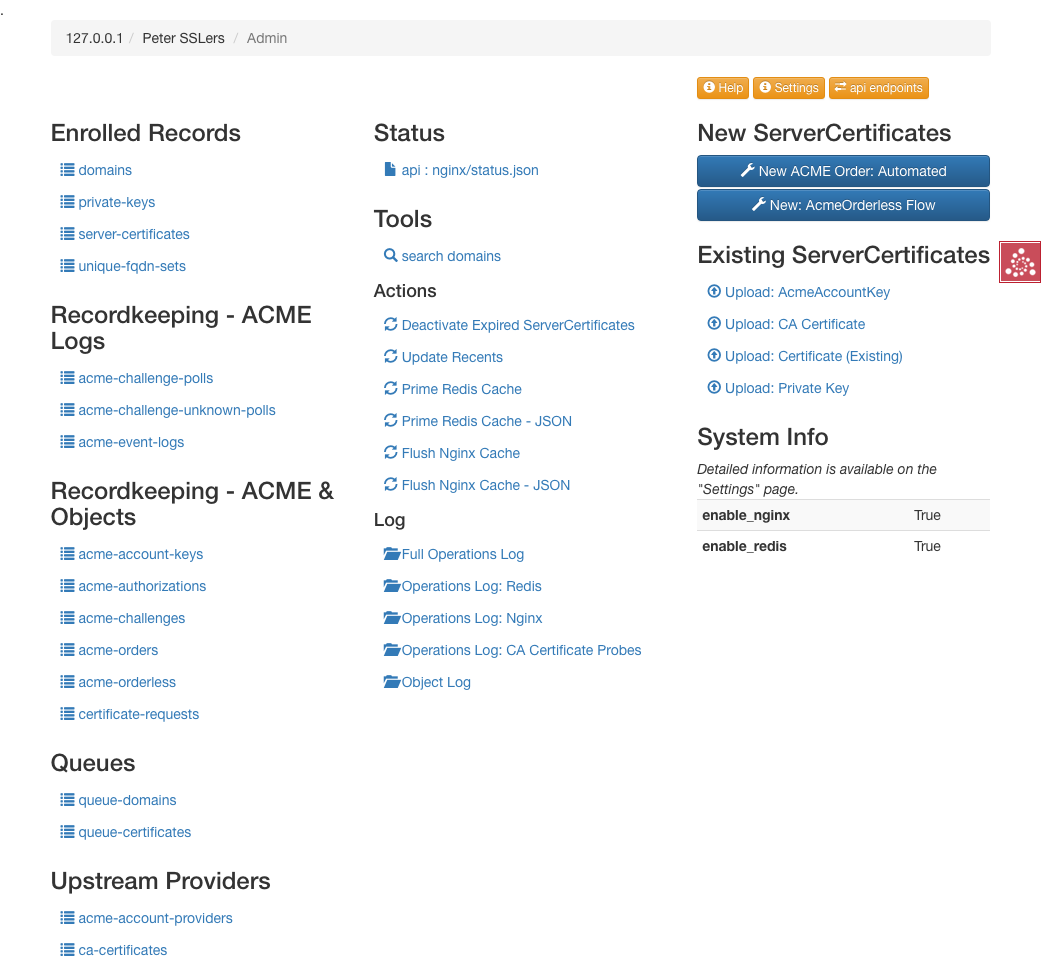 127.0.0.1 / Peter SSLers / Admin
Help
Settings
api endpoints
Enrolled Records
domains
private-keys
server-certificates
unique-fqdn-sets
Recordkeeping - ACME
Logs
acme-challenge-polls
acme-challenge-unknown-polls
acme-event-logs
Recordkeeping - ACME &
Objects
acme-account-keys
acme-authorizations
acme-challenges
acme-orders
acme-orderless
certificate-requests
Queues
queue-domains
queue-certificates
Upstream Providers
acme-account-providers
ca-certificates
Status
api : nginx/status.json
Tools
search domains
Actions
Deactivate Expired ServerCertificates
Update Recents
Prime Redis Cache
Prime Redis Cache - JSON
Flush Nginx Cache
Flush Nginx Cache - JSON
Log
Full Operations Log
Operations Log: Redis
Operations Log: Nginx
Operations Log: CA Certificate Probes
Object Log
New ServerCertificates
New ACME Order: Automated
New: AcmeOrderless Flow
Existing ServerCertificates
Upload: AcmeAccountKey
Upload: CA Certificate
Upload: Certificate (Existing)
Upload: Private Key
System Info
Detailed information is available on the
"Settings" page.
enable_nginx True
enable_redis True